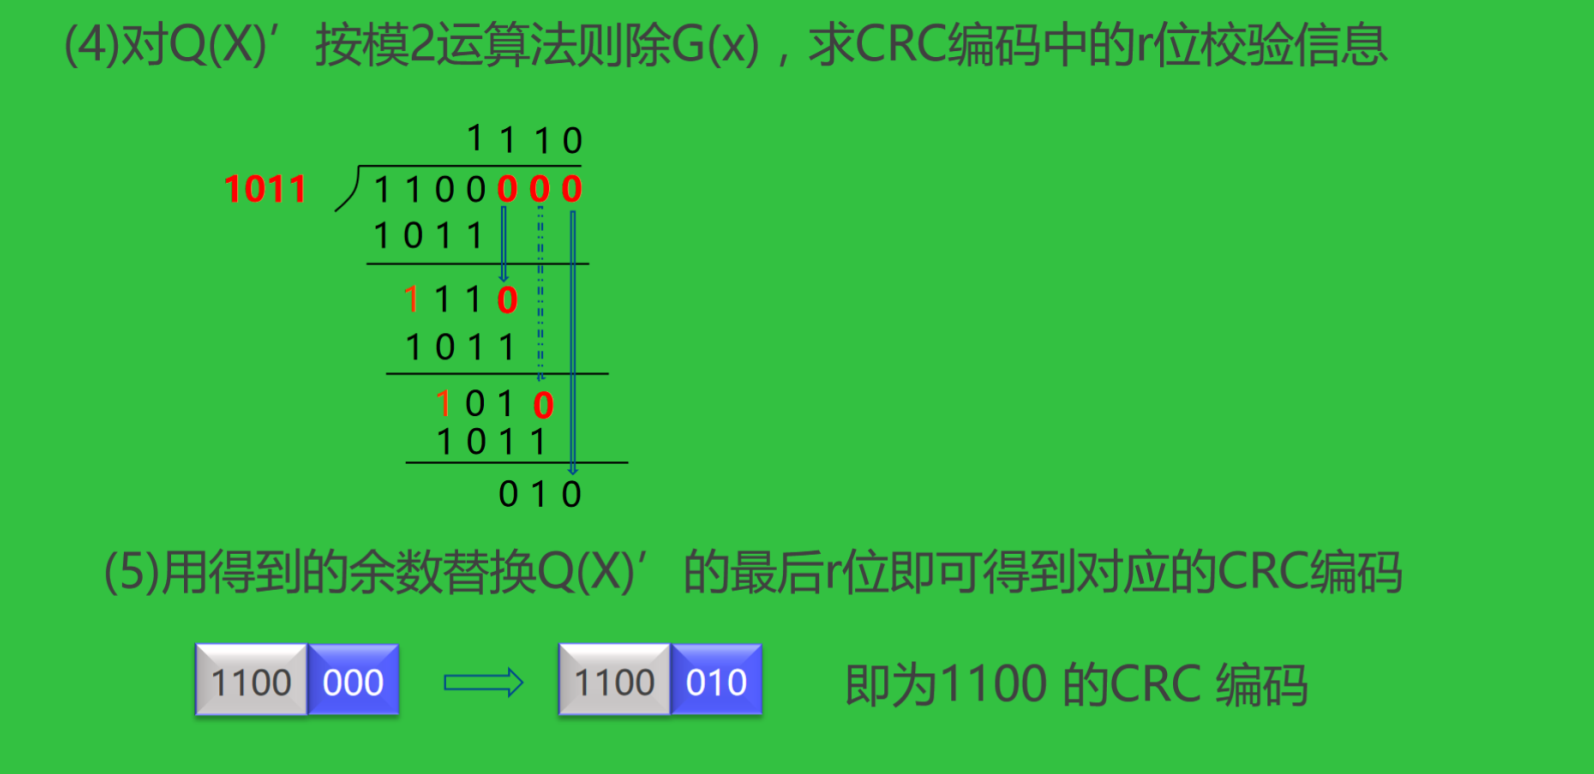 (4)对Q(X)′ 按模2运算法则除G(x)，求CRC编码中的r位校验信息
1 1 1 0
1011 1 1 0 0 0 0 0
1 0 1 1
1 1 1 0
1 0 1 1
1 0 1 0
1 0 1 1
0 1 0
(5)用得到的余数替换Q(X)′ 的最后r位即可得到对应的CRC编码
1100 000 1100 010 即为1100 的CRC 编码